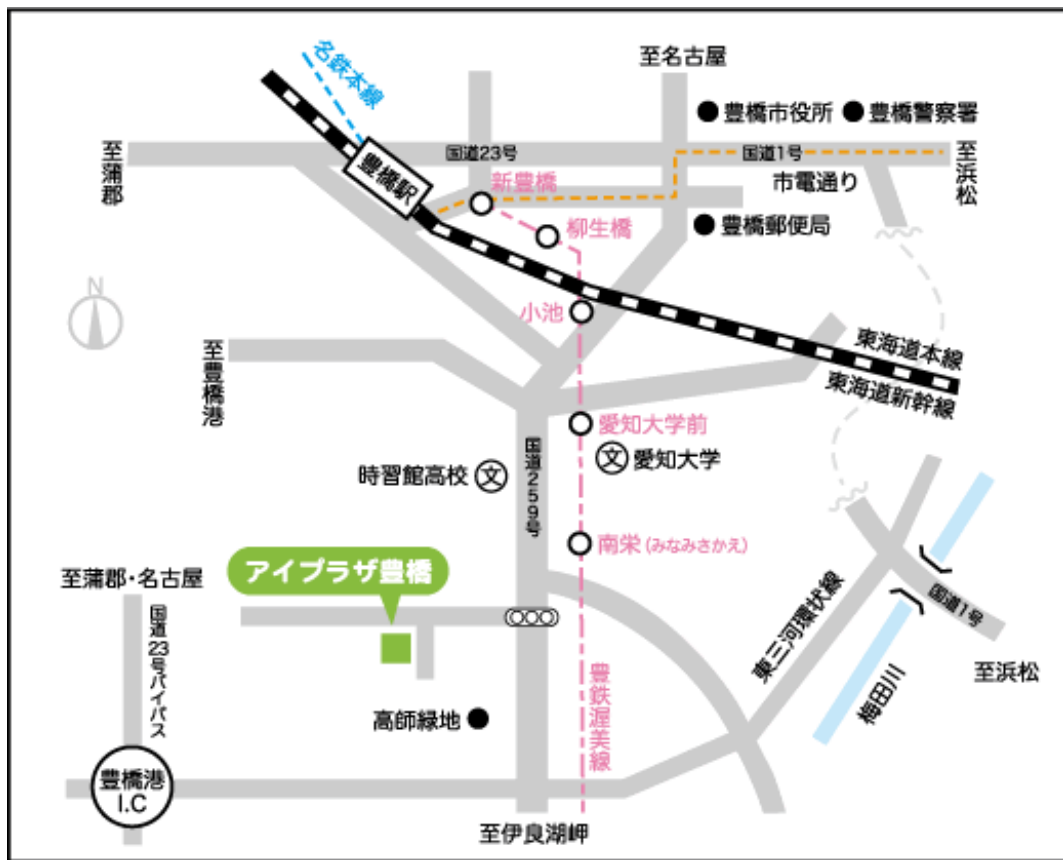 名鉄本線
至名古屋
豊橋市役所
豊橋警察署
至蒲郡
豊橋駅
国道23号
国道1号
至浜松
市電通り
新豊橋
柳生橋
豊橋郵便局
N
小池
東海道本線
東海道新幹線
至豊橋港
愛知大学前
文 愛知大学
時習館高校 文
国道259号
南栄(みなみさかえ)
アイプラザ豊橋
至蒲郡・名古屋
国道23号バイパス
東三河環状線
国道1号
至浜松
梅田川
豊鉄渥美線
高師緑地
豊橋港
I.C
至伊良湖岬